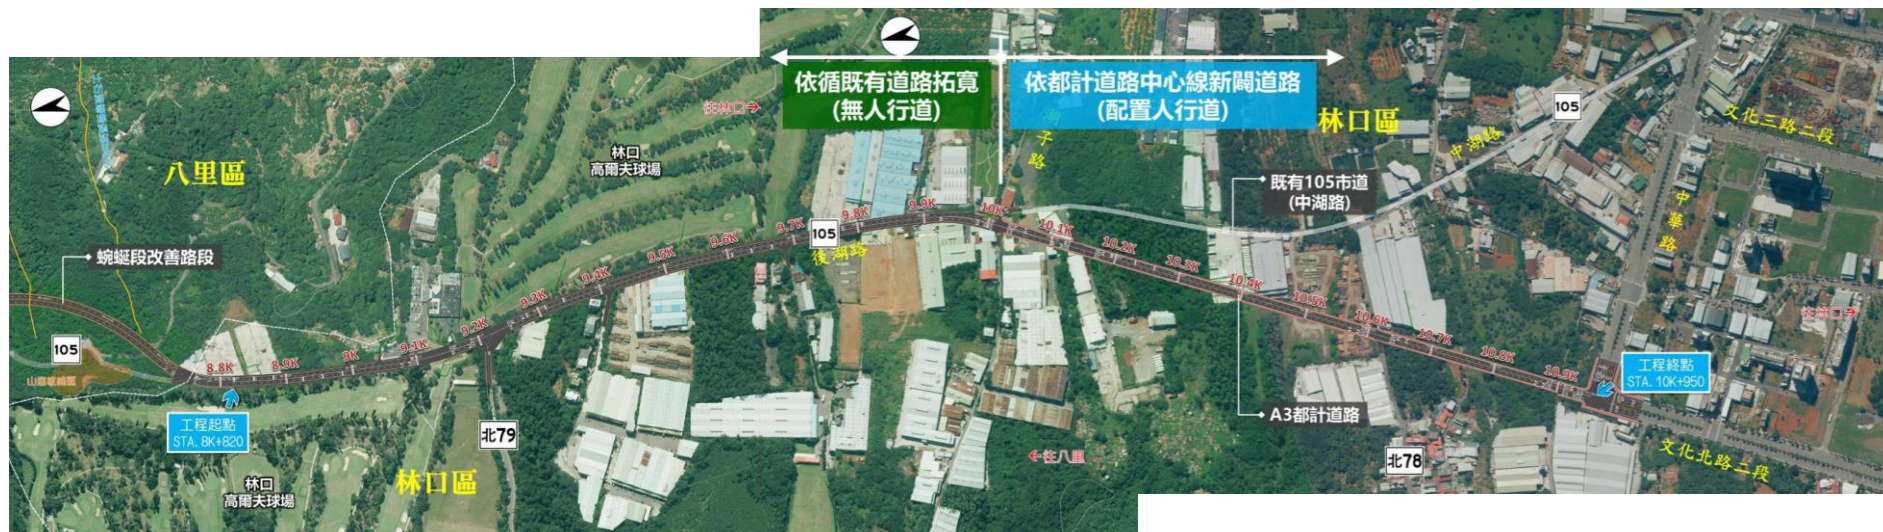 依循既有道路拓寬
(無人行道)
依都計道路中心線新闢道路
(配置人行道)
林口區
105
文化三路二段
中湖路
往林口→
湖子路
中華路
林口
高爾夫球場
八里區
既有105市道
(中湖路)
蜿蜒段改善路段
105
105
後湖路
8.8K
8.9K
9K
9.1K
9.2K
9.3K
9.4K
9.5K
9.6K
9.7K
9.8K
9.9K
10K
10.1K
10.2K
10.3K
10.4K
10.5K
10.6K
10.7K
10.8K
10.9K
往林口→
工程起點
STA. 8K+820
工程終點
STA. 10K+950
A3都計道路
北79
北78
←往八里
文化北路二段
林口
高爾夫球場
林口區